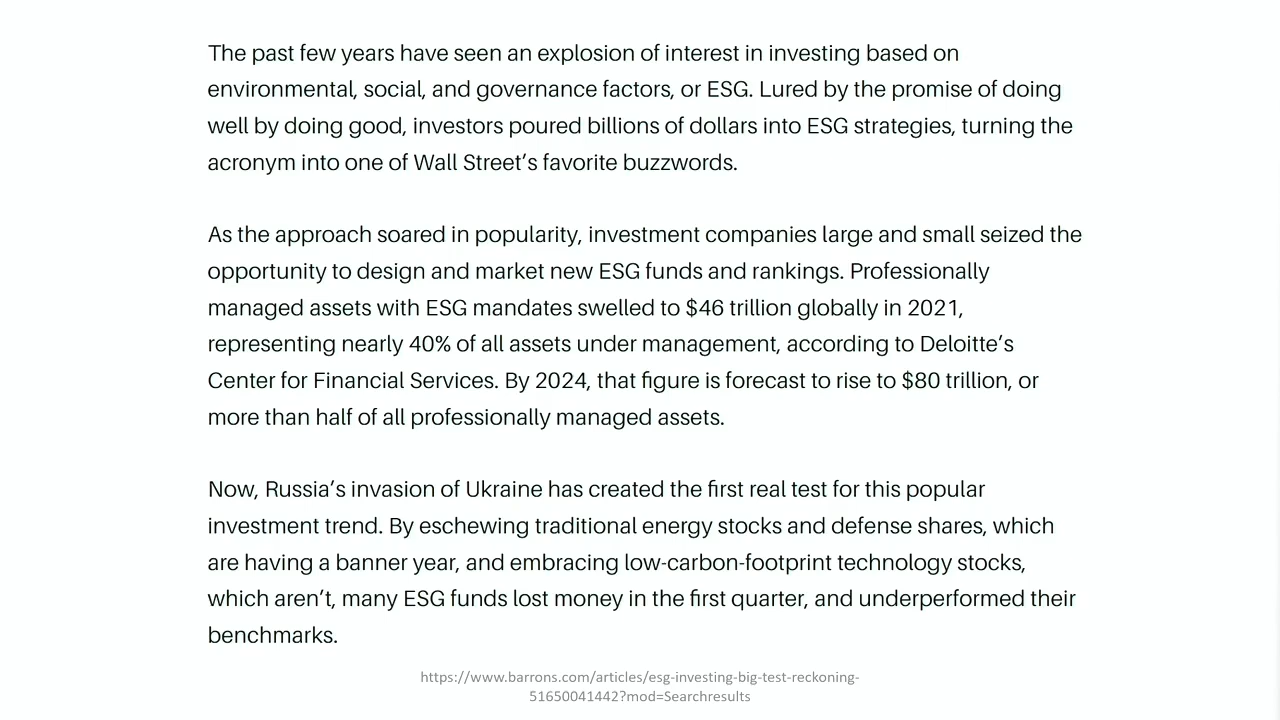 The past few years have seen an explosion of interest in investing based on
environmental, social, and governance factors, or ESG. Lured by the promise of doing
well by doing good, investors poured billions of dollars into ESG strategies, turning the
acronym into one of Wall Street’s favorite buzzwords.
As the approach soared in popularity, investment companies large and small seized the
opportunity to design and market new ESG funds and rankings. Professionally
managed assets with ESG mandates swelled to $46 trillion globally in 2021,
representing nearly 40% of all assets under management, according to Deloitte’s
Center for Financial Services. By 2024, that figure is forecast to rise to $80 trillion, or
more than half of all professionally managed assets.
Now, Russia’s invasion of Ukraine has created the first real test for this popular
investment trend. By eschewing traditional energy stocks and defense shares, which
are having a banner year, and embracing low-carbon-footprint technology stocks,
which aren’t, many ESG funds lost money in the first quarter, and underperformed their
benchmarks.
https://www.barrons.com/articles/esg-investing-big-test-reckoning-
51650041442?mod=Searchresults